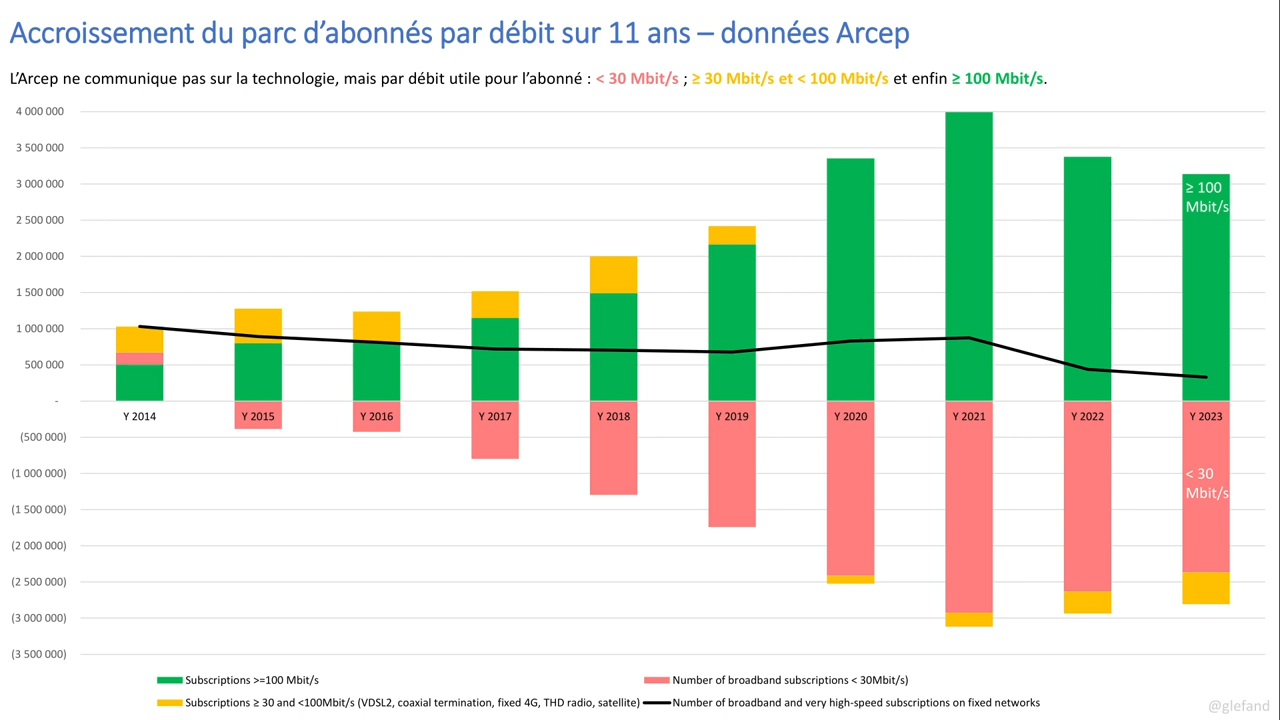 Accroissement du parc d’abonnés par débit sur 11 ans – données Arcep
L’Arcep ne communique pas sur la technologie, mais par débit utile pour l’abonné : < 30 Mbit/s ; ≥ 30 Mbit/s et < 100 Mbit/s et enfin ≥ 100 Mbit/s.
4 000 000
3 500 000
3 000 000
2 500 000
2 000 000
1 500 000
1 000 000
500 000
-
(500 000)
(1 000 000)
(1 500 000)
(2 000 000)
(2 500 000)
(3 000 000)
(3 500 000)
≥ 100
Mbit/s
Y 2014 Y 2015 Y 2016 Y 2017 Y 2018 Y 2019 Y 2020 Y 2021 Y 2022 Y 2023
< 30
Mbit/s
Subscriptions >=100 Mbit/s
Number of broadband subscriptions < 30Mbit/s)
Subscriptions ≥ 30 and <100Mbit/s (VDSL2, coaxial termination, fixed 4G, THD radio, satellite)
Number of broadband and very high-speed subscriptions on fixed networks
@glefand